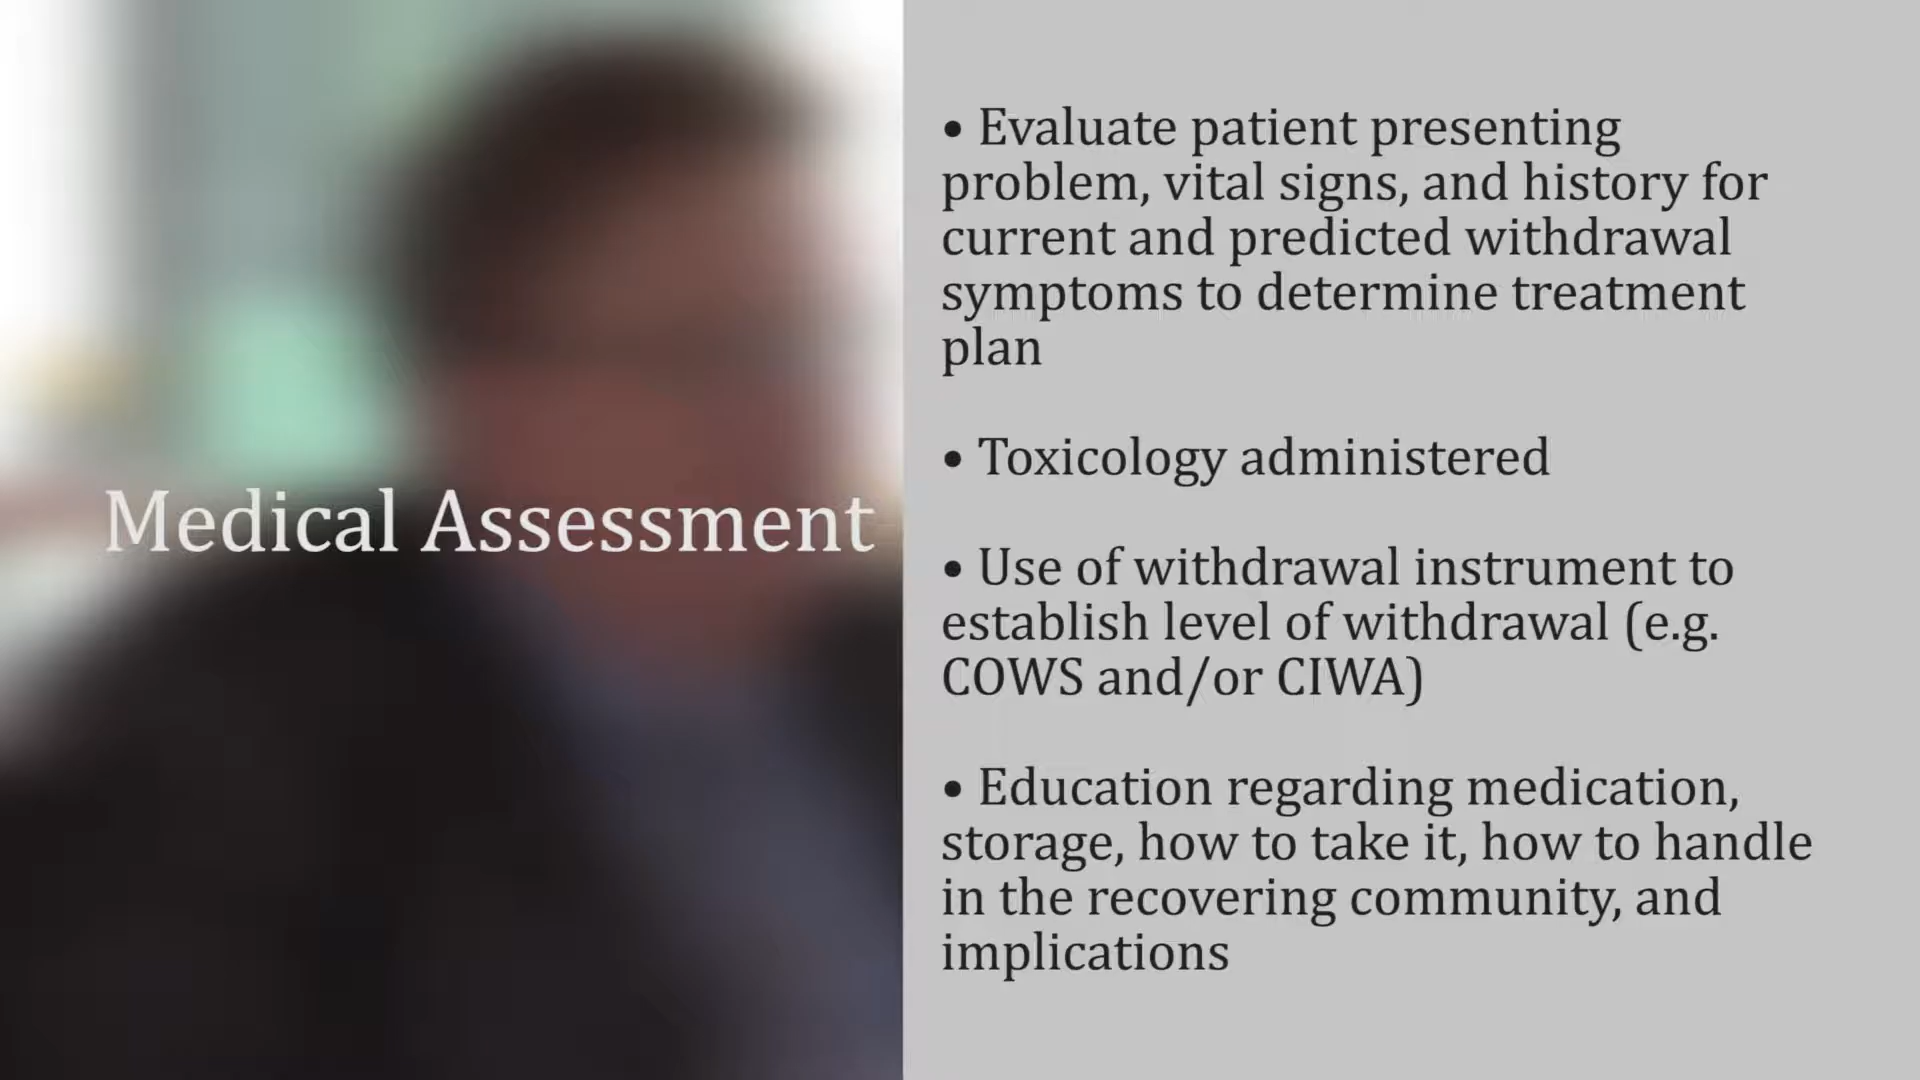 Medical Assessment
• Evaluate patient presenting
problem, vital signs, and history for
current and predicted withdrawal
symptoms to determine treatment
plan
• Toxicology administered
• Use of withdrawal instrument to
establish level of withdrawal (e.g.
COWS and/or CIWA)
• Education regarding medication,
storage, how to take it, how to handle
in the recovering community, and
implications